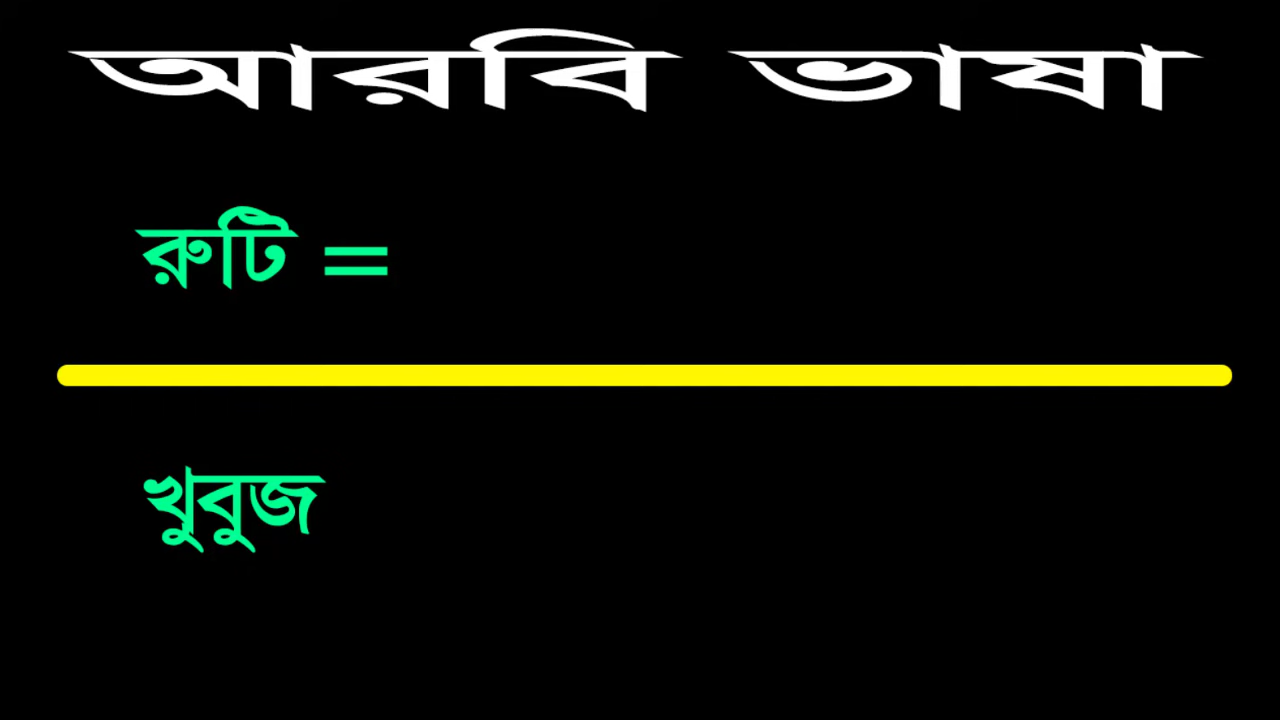 আরবি ভাষা
রুটি =
খুবুজ